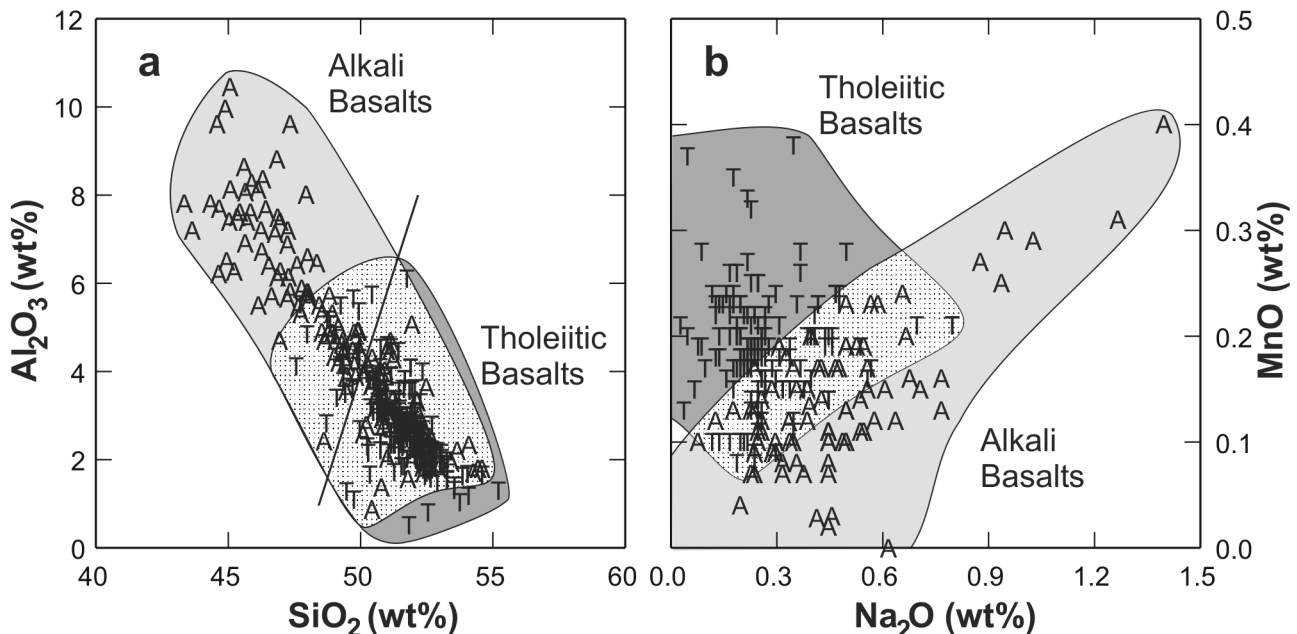 a
Alkali
Basalts
Tholeiitic
Basalts
12
10
8
6
4
2
0
Al₂O₃ (wt%)
40 45 50 55 60
SiO₂ (wt%)
b
Tholeiitic
Basalts
Alkali
Basalts
0.5
0.4
0.3
0.2
0.1
0.0
MnO (wt%)
0.0 0.3 0.6 0.9 1.2 1.5
Na₂O (wt%)